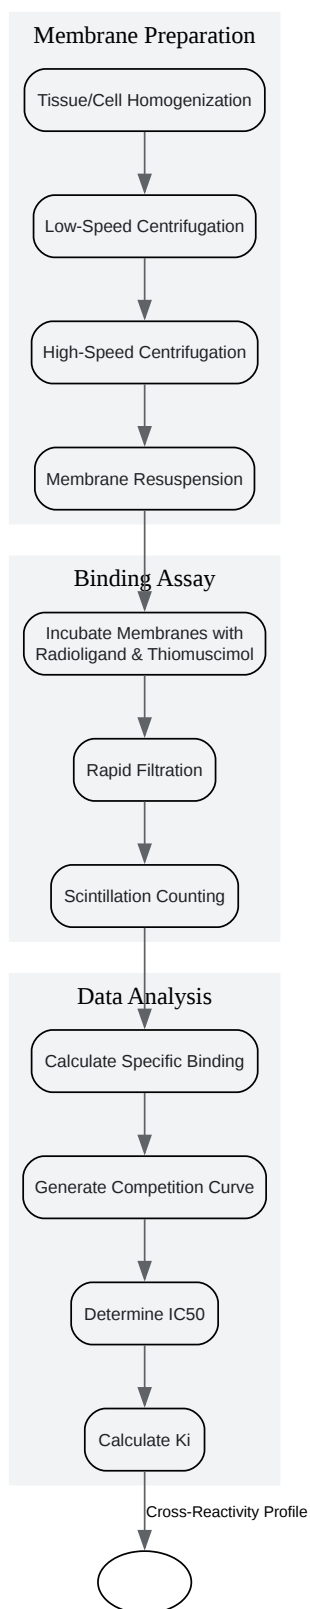 Membrane Preparation
Tissue/Cell Homogenization
Low-Speed Centrifugation
High-Speed Centrifugation
Membrane Resuspension
Binding Assay
Incubate Membranes with
Radioligand & Thiomuscimol
Rapid Filtration
Scintillation Counting
Data Analysis
Calculate Specific Binding
Generate Competition Curve
Determine IC50
Calculate Ki
Cross-Reactivity Profile